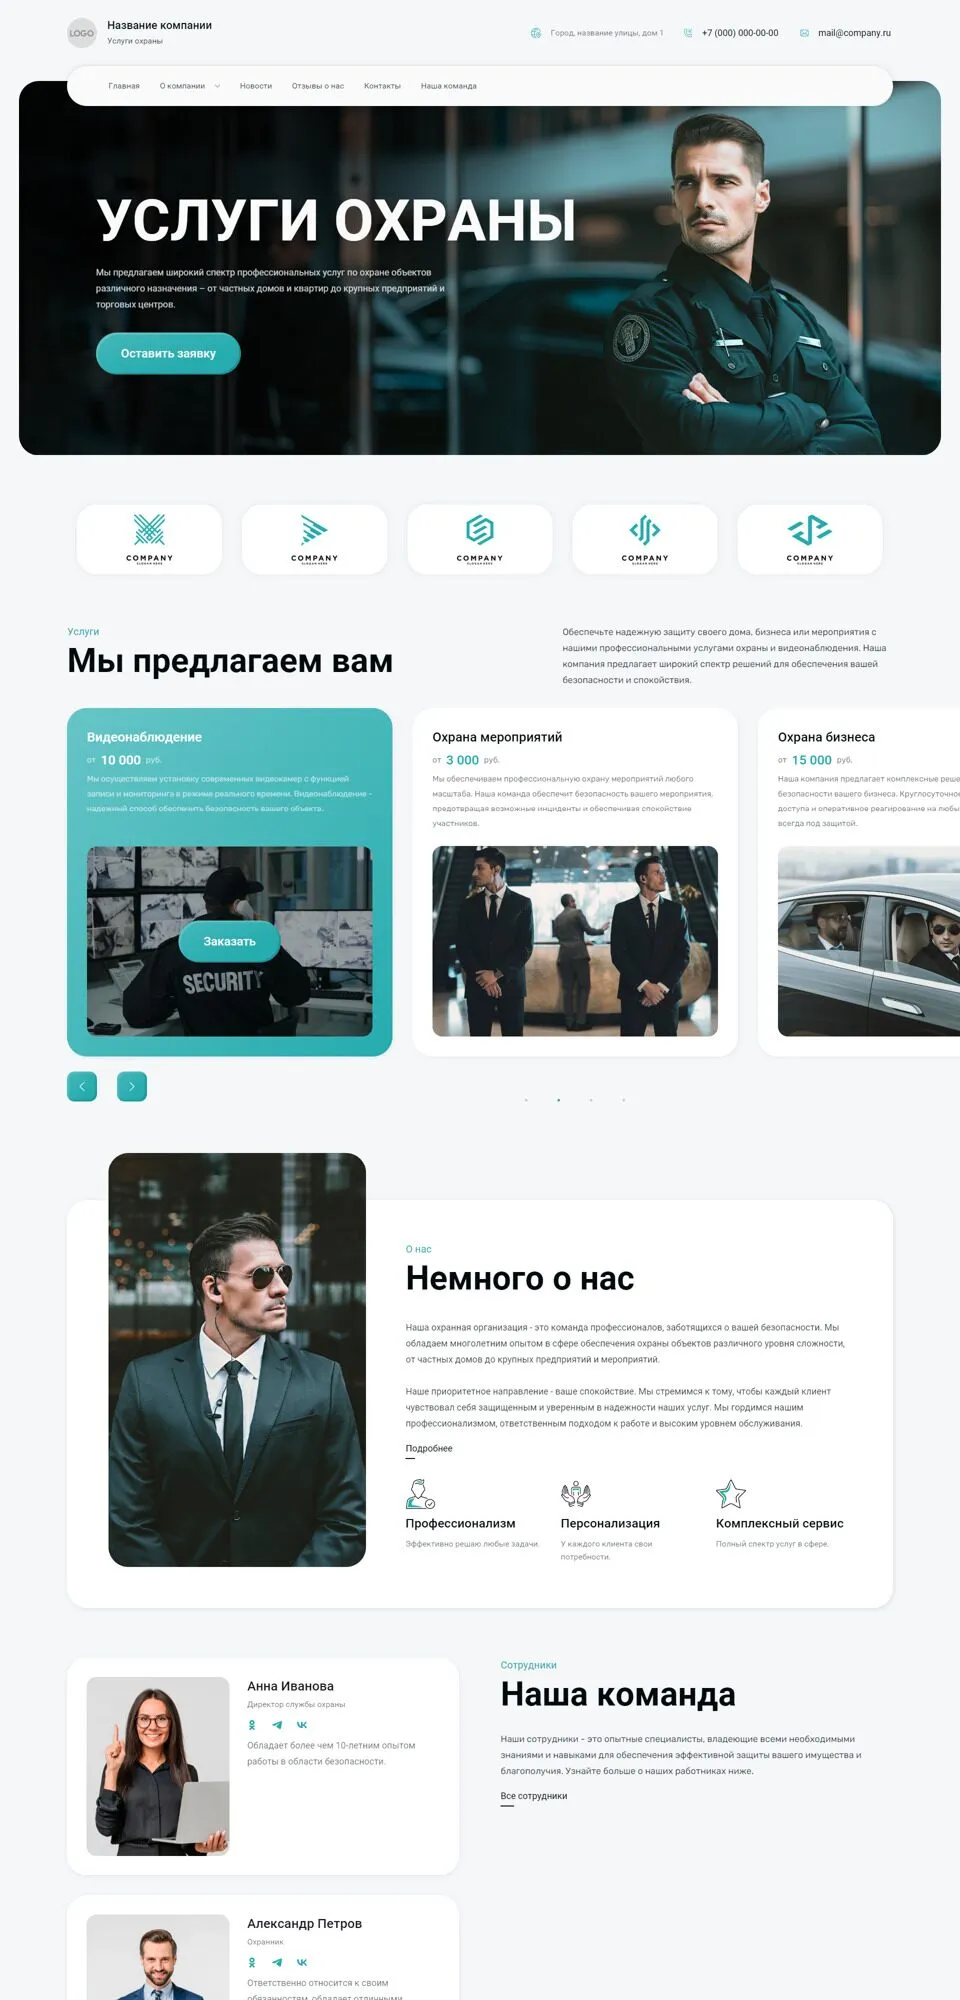 LOGO
Название компании
Услуги охраны
Город, название улицы, дом 1
+7 (000) 000-00-00
mail@company.ru
Главная
О компании
Новости
Отзывы о нас
Контакты
Наша команда
УСЛУГИ ОХРАНЫ
Мы предлагаем широкий спектр профессиональных услуг по охране объектов
различного назначения – от частных домов и квартир до крупных предприятий и
торговых центров.
Оставить заявку
COMPANY
SLOGAN HERE
COMPANY
SLOGAN HERE
COMPANY
SLOGAN HERE
COMPANY
SLOGAN HERE
COMPANY
SLOGAN HERE
Услуги
Мы предлагаем вам
Обеспечьте надежную защиту своего дома, бизнеса или мероприятия с
нашими профессиональными услугами охраны и видеонаблюдения. Наша
компания предлагает широкий спектр решений для обеспечения вашей
безопасности и спокойствия.
Видеонаблюдение
от 10 000 руб.
Мы осуществляем установку современных видеокамер с функцией
записи и мониторинга в режиме реального времени. Видеонаблюдение -
надежный способ обеспечить безопасность вашего объекта.
Заказать
SECURITY
Охрана мероприятий
от 3 000 руб.
Мы обеспечиваем профессиональную охрану мероприятий любого
масштаба. Наша команда обеспечит безопасность вашего мероприятия,
предотвращая возможные инциденты и обеспечивая спокойствие
участников.
Охрана бизнеса
от 15 000 руб.
Наша компания предлагает комплексные реше
безопасности вашего бизнеса. Круглосуточно
доступа и оперативное реагирование на любы
всегда под защитой.
О нас
Немного о нас
Наша охранная организация - это команда профессионалов, заботящихся о вашей безопасности. Мы
обладаем многолетним опытом в сфере обеспечения охраны объектов различного уровня сложности,
от частных домов до крупных предприятий и мероприятий.
Наше приоритетное направление - ваше спокойствие. Мы стремимся к тому, чтобы каждый клиент
чувствовал себя защищенным и уверенным в надежности наших услуг. Мы гордимся нашим
профессионализмом, ответственным подходом к работе и высоким уровнем обслуживания.
Подробнее
Профессионализм
Эффективно решаю любые задачи.
Персонализация
У каждого клиента свои
потребности.
Комплексный сервис
Полный спектр услуг в сфере.
Анна Иванова
Директор службы охраны
Обладает более чем 10-летним опытом
работы в области безопасности.
Сотрудники
Наша команда
Наши сотрудники - это опытные специалисты, владеющие всеми необходимыми
знаниями и навыками для обеспечения эффективной защиты вашего имущества и
благополучия. Узнайте больше о наших работниках ниже.
Все сотрудники
Александр Петров
Охранник
Ответственно относится к своим
обязанностям, обладает отличными